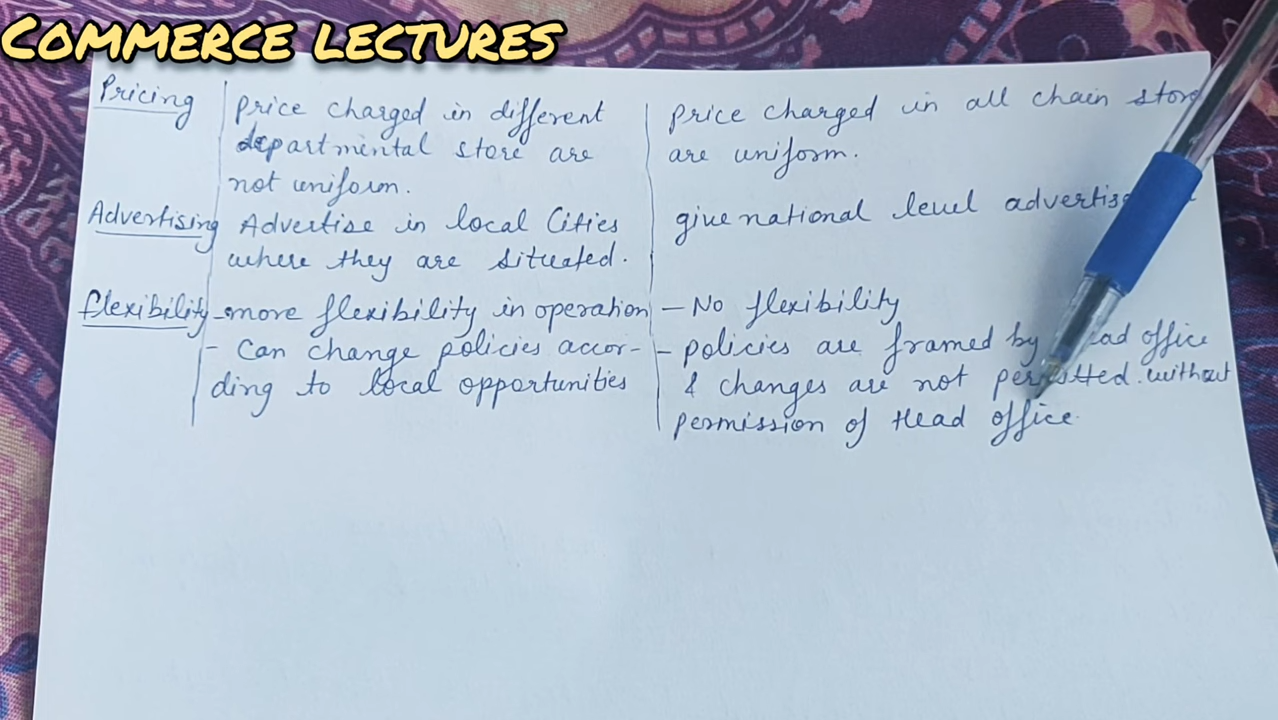 COMMERCE LECTURES
Pricing
Price charged in different
departmental store are
not uniform.
Price charged in all chain store
are uniform.
Advertising
Advertise in local Cities
where they are situated.
give national level
Flexibility
- more flexibility in operation
- Can change policies accor-
ding to local opportunities
- No flexibility
- policies are framed by office
& changes are not permitted without
permission of Head office.